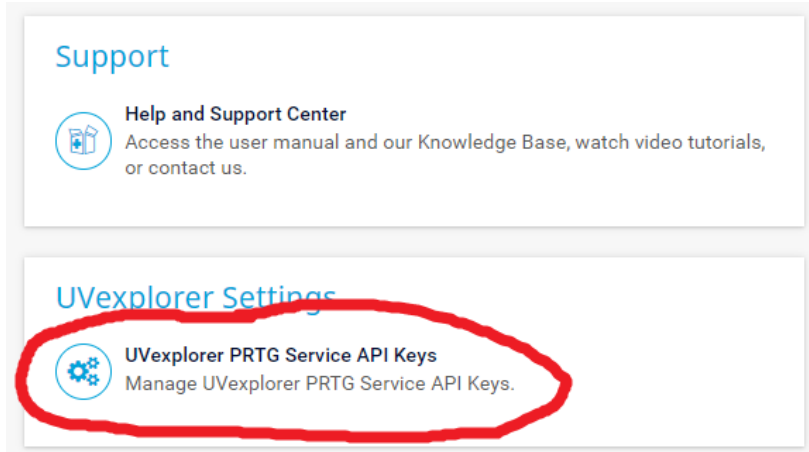 Support
Help and Support Center
Access the user manual and our Knowledge Base, watch video tutorials,
or contact us.
UVexplorer Settings
UVexplorer PRTG Service API Keys
Manage UVexplorer PRTG Service API Keys.